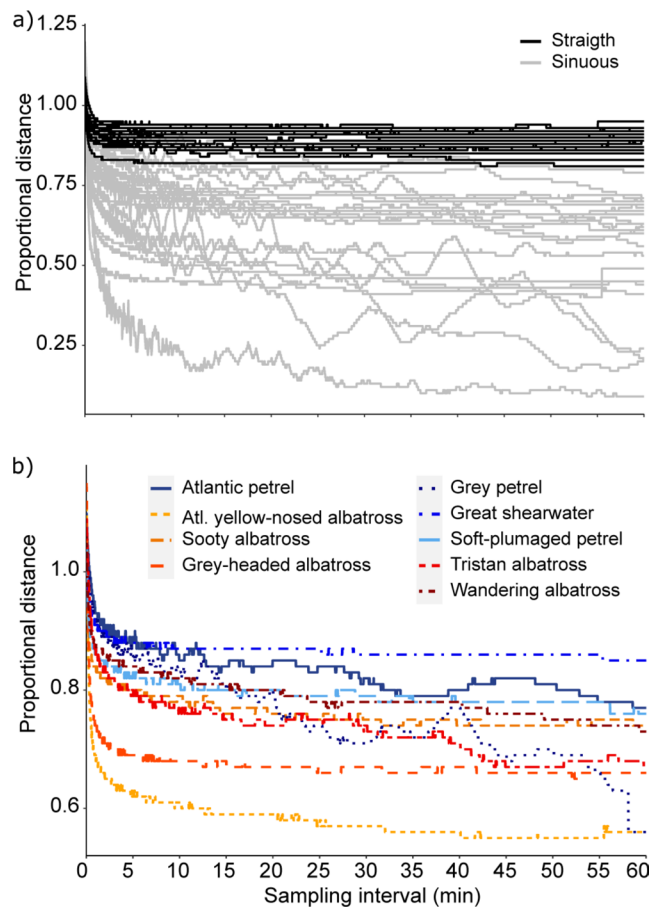 a)
1.25
1.00
0.75
0.50
0.25
Proportional distance
Straigth
Sinuous
b)
1.0
0.8
0.6
Proportional distance
Atlantic petrel
Atl. yellow-nosed albatross
Sooty albatross
Grey-headed albatross
Grey petrel
Great shearwater
Soft-plumaged petrel
Tristan albatross
Wandering albatross
0 5 10 15 20 25 30 35 40 45 50 55 60
Sampling interval (min)